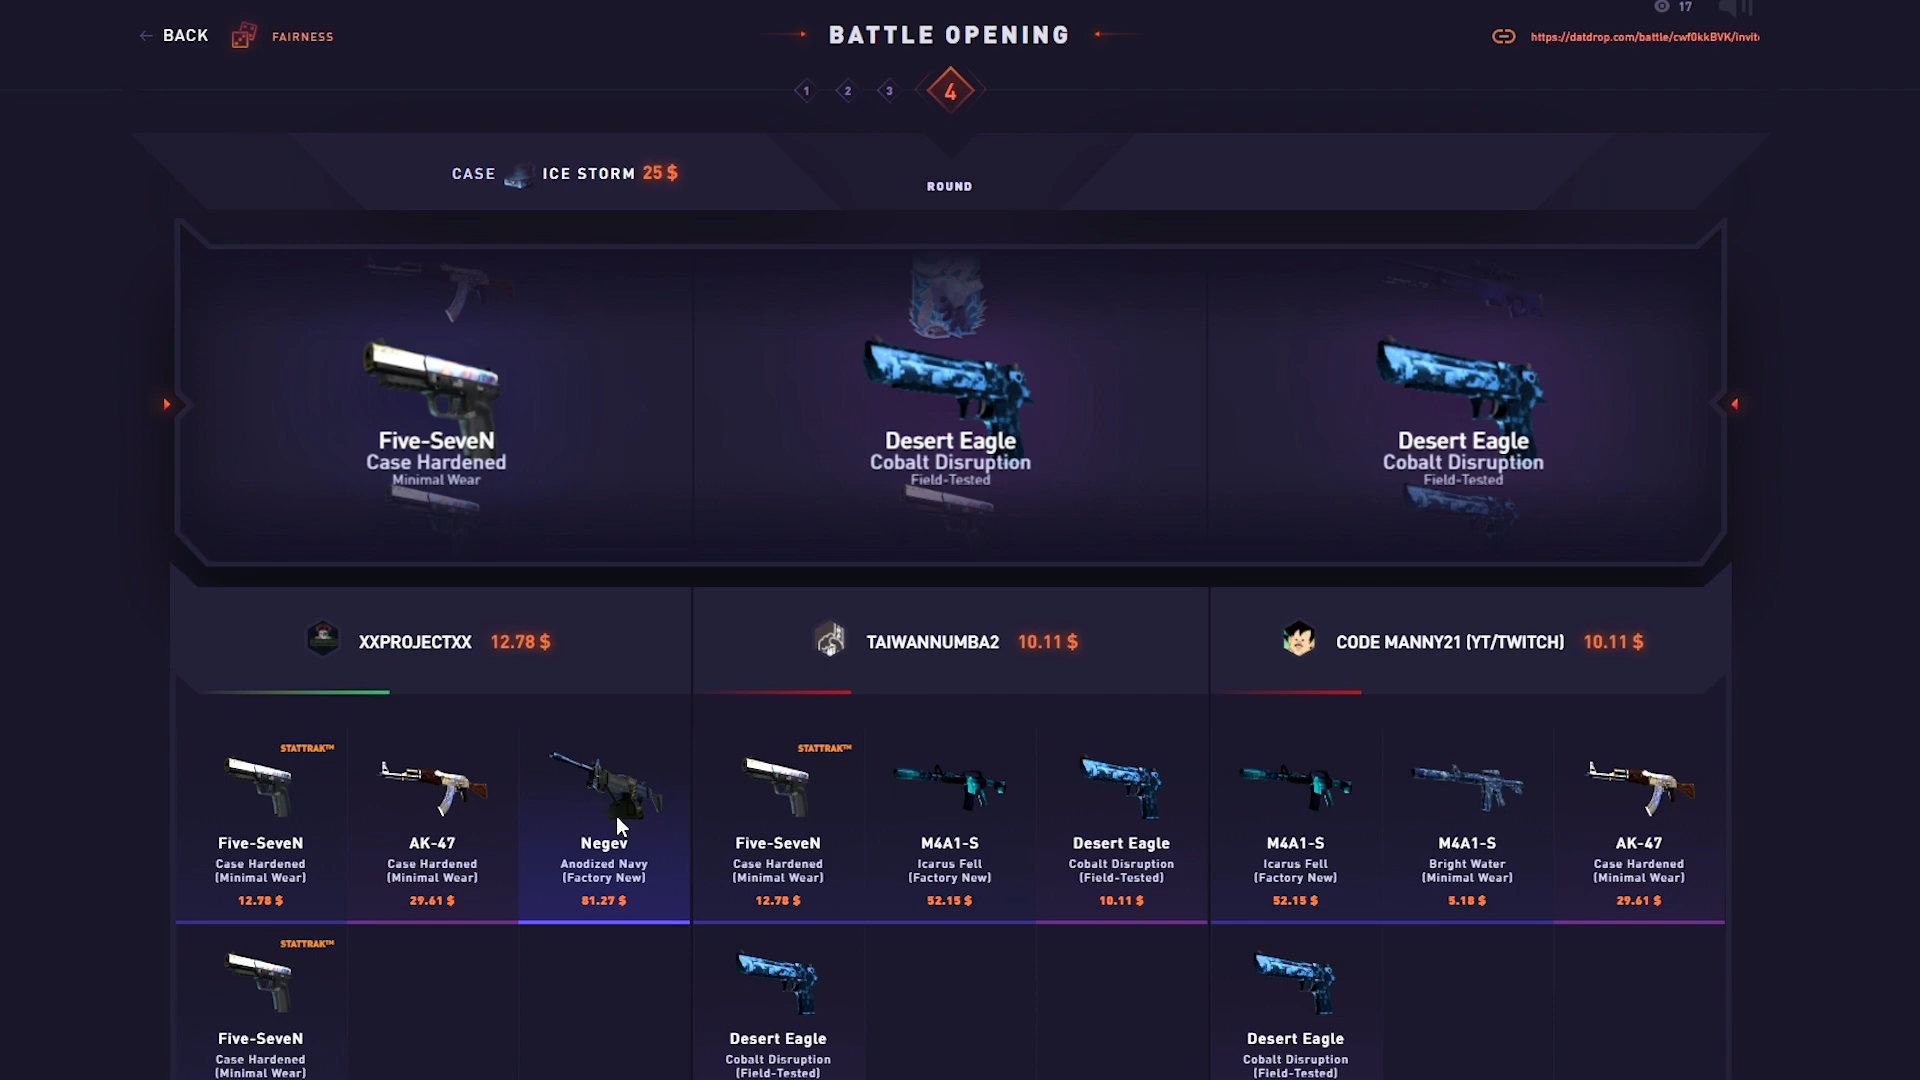 BACK
FAIRNESS
BATTLE OPENING
17
https://datdrop.com/battle/cwf0kkBVK/invit
1
2
3
4
CASE ICE STORM 25 $
ROUND
Five-SeveN
Case Hardened
Minimal Wear
Desert Eagle
Cobalt Disruption
Field-Tested
Desert Eagle
Cobalt Disruption
Field-Tested
XXPROJECTXX 12.78 $
TAIWANNUMBA2 10.11 $
CODE MANNY21 (YT/TWITCH) 10.11 $
STATTRAK™
Five-SeveN
Case Hardened
(Minimal Wear)
12.78 $
AK-47
Case Hardened
(Minimal Wear)
29.61 $
Negev
Anodized Navy
(Factory New)
81.27 $
STATTRAK™
Five-SeveN
Case Hardened
(Minimal Wear)
12.78 $
M4A1-S
Icarus Fell
(Factory New)
52.15 $
Desert Eagle
Cobalt Disruption
(Field-Tested)
10.11 $
M4A1-S
Icarus Fell
(Factory New)
52.15 $
M4A1-S
Bright Water
(Minimal Wear)
5.18 $
AK-47
Case Hardened
(Minimal Wear)
29.61 $
STATTRAK™
Five-SeveN
Case Hardened
(Minimal Wear)
Desert Eagle
Cobalt Disruption
(Field-Tested)
Desert Eagle
Cobalt Disruption
(Field-Tested)